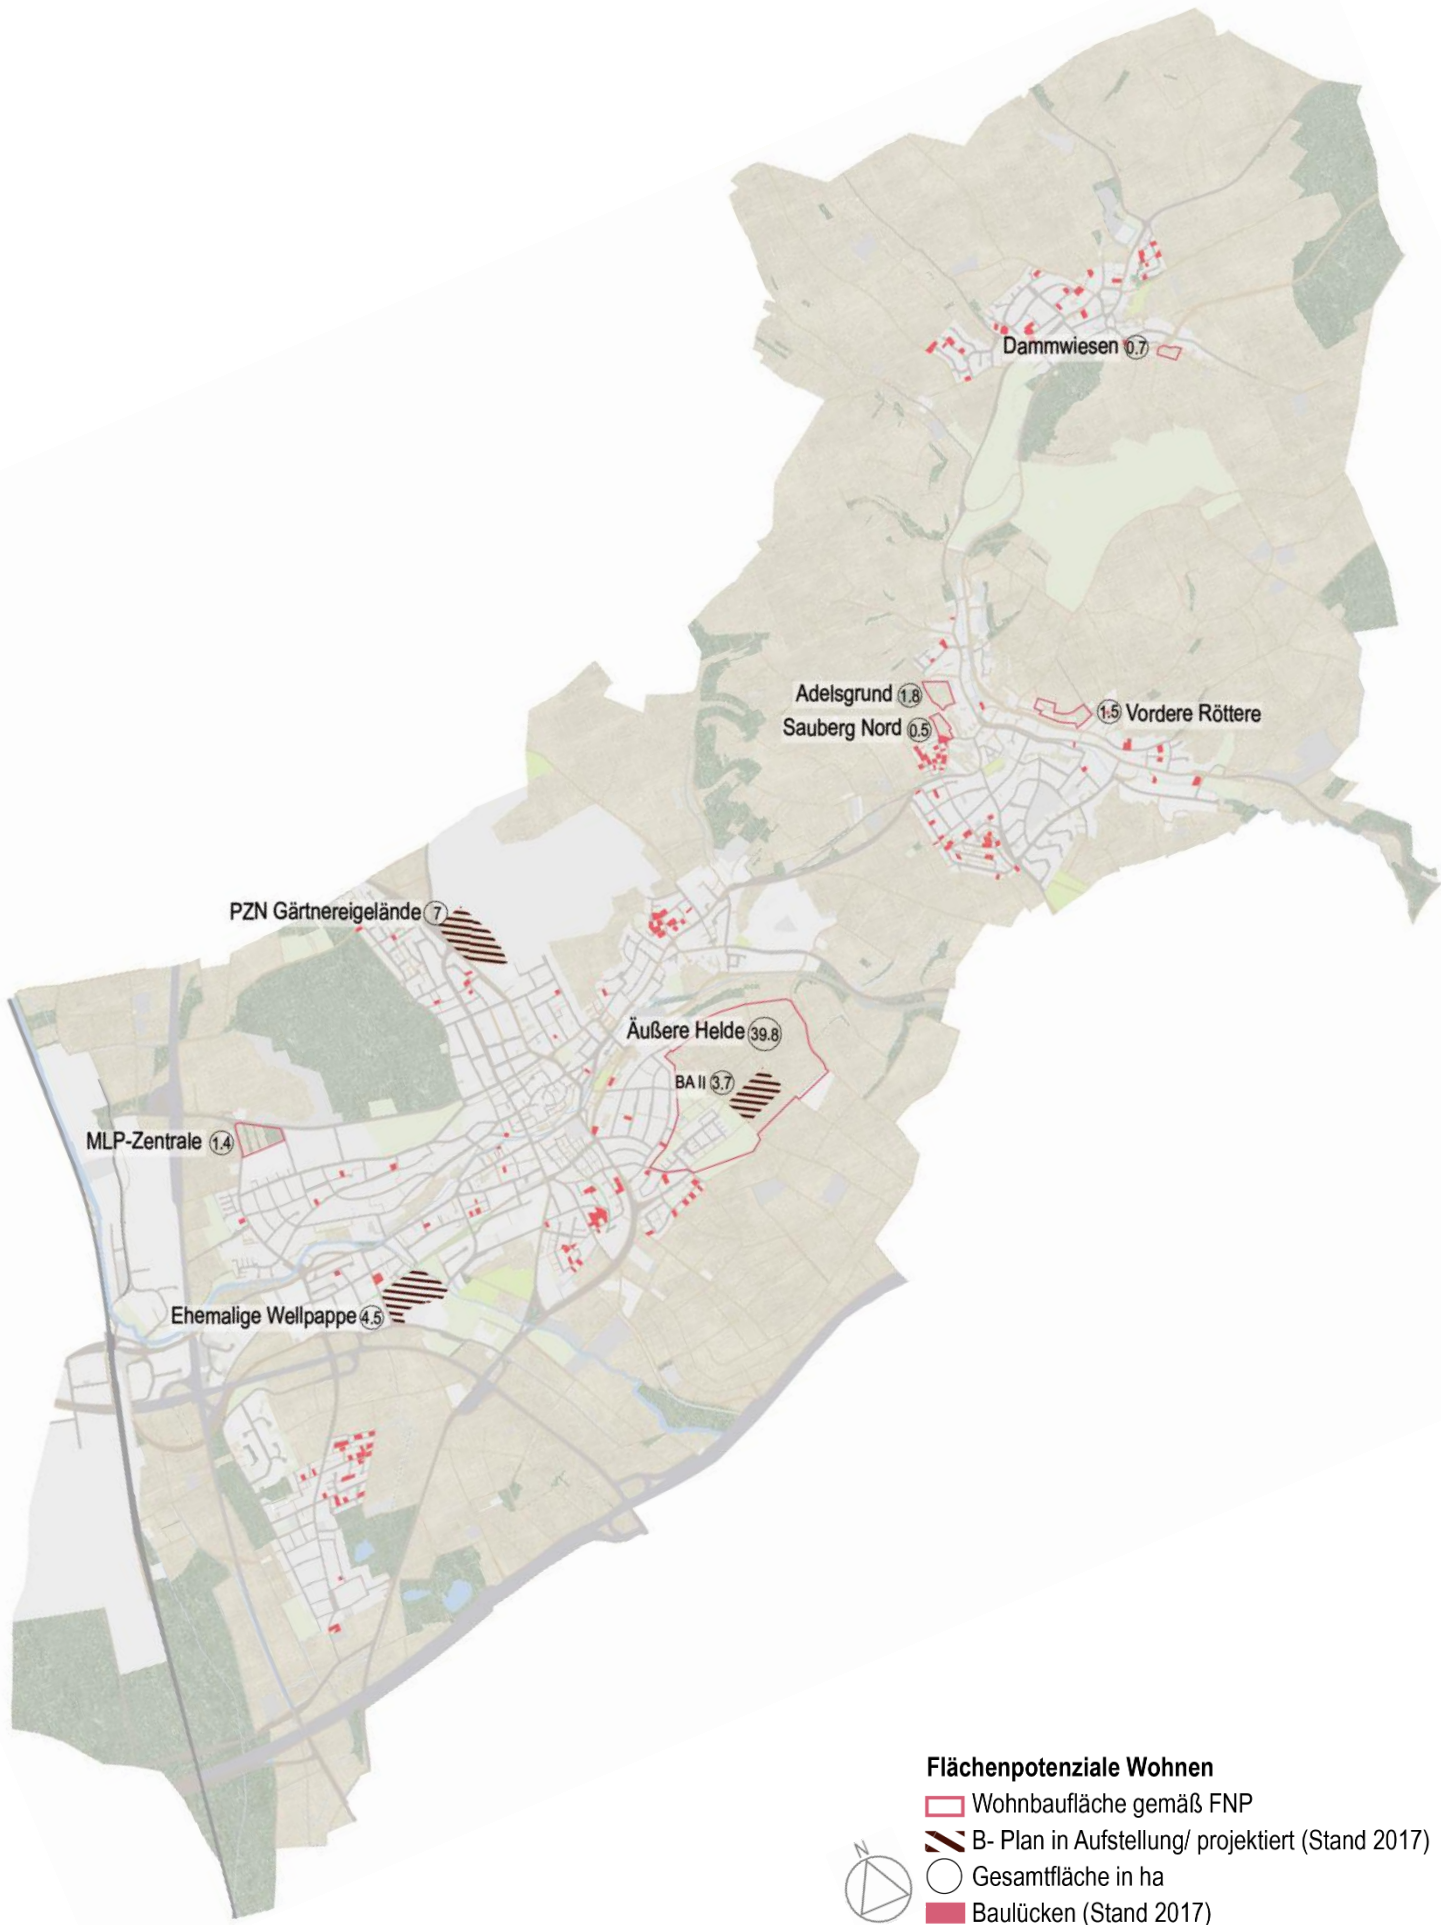 Dammwiesen 0.7
Adelsgrund 1.8
Sauberg Nord 0.5
1.5 Vordere Röttere
PZN Gärtnereigelände 7
Äußere Helde 39.8
BA II 3.7
MLP-Zentrale 1.4
Ehemalige Wellpappe 4.5
Flächenpotenziale Wohnen
Wohnbaufläche gemäß FNP
B- Plan in Aufstellung/ projektiert (Stand 2017)
Gesamtfläche in ha
Baulücken (Stand 2017)
N